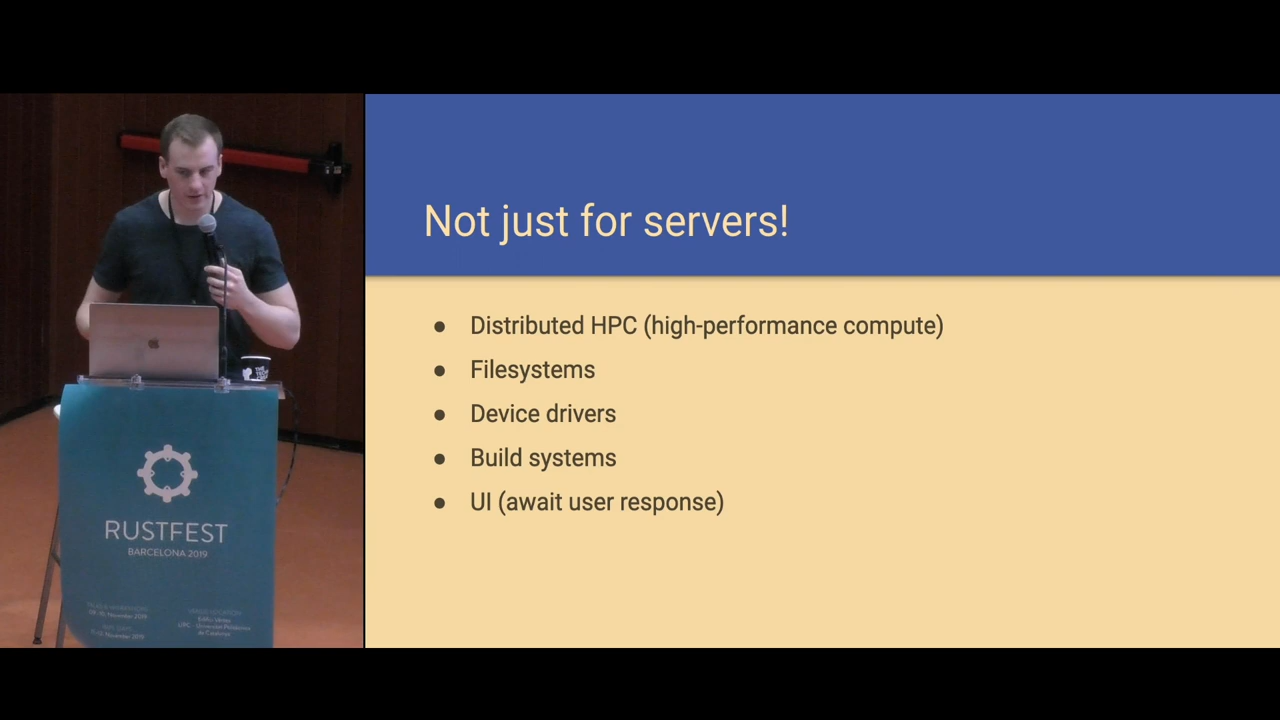 Not just for servers!
Distributed HPC (high-performance compute)
Filesystems
Device drivers
Build systems
UI (await user response)
RUSTFEST
BARCELONA 2019